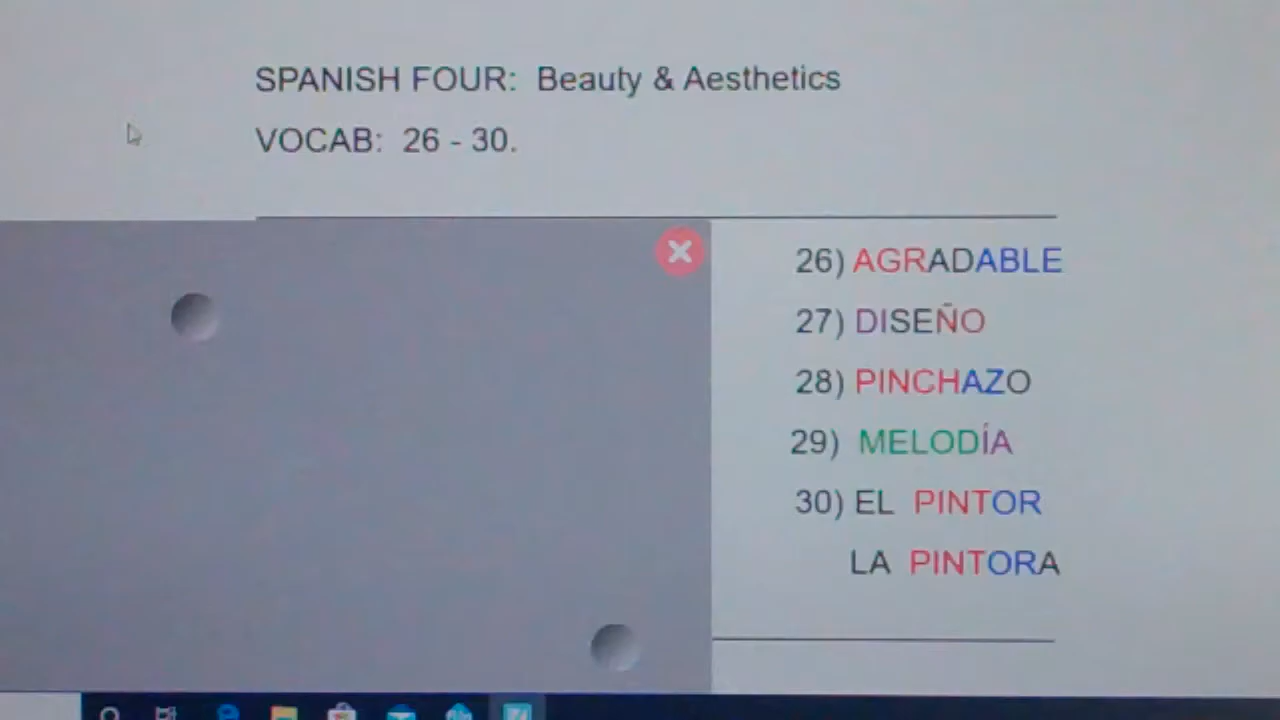 SPANISH FOUR: Beauty & Aesthetics
VOCAB: 26 - 30.
26) AGRADABLE
27) DISEÑO
28) PINCHAZO
29) MELODÍA
30) EL PINTOR
LA PINTORA